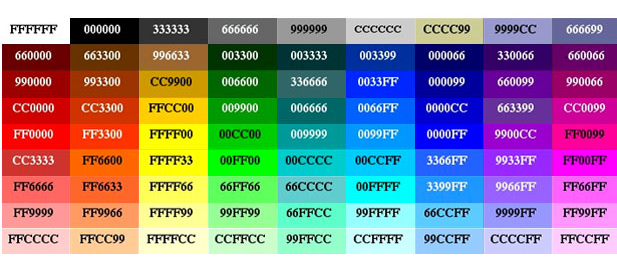 FFFFFF 000000 333333 666666 999999 CCCCCC CCCC99 9999CC 666699
660000 663300 996633 003300 003333 003399 000066 330066 660066
990000 993300 CC9900 006600 336666 0033FF 000099 660099 990066
CC0000 CC3300 FFCC00 009900 006666 0066FF 0000CC 663399 CC0099
FF0000 FF3300 FFFF00 00CC00 009999 0099FF 0000FF 9900CC FF0099
CC3333 FF6600 FFFF33 00FF00 00CCCC 00CCFF 3366FF 9933FF FF00FF
FF6666 FF6633 FFFF66 66FF66 66CCCC 00FFFF 3399FF 9966FF FF66FF
FF9999 FF9966 FFFF99 99FF99 66FFCC 99FFFF 66CCFF 9999FF FF99FF
FFCCCC FFCC99 FFFFCC CCFFCC 99FFCC CCFFFF 99CCFF CCCCFF FFCCFF